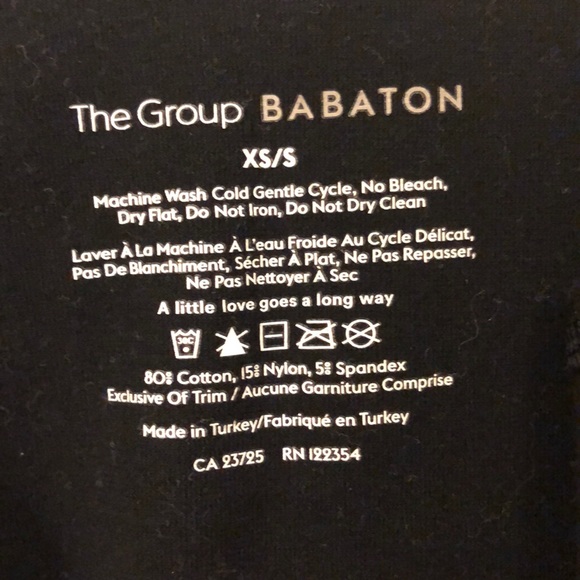 The Group BABATON
XS/S
Machine Wash Cold Gentle Cycle, No Bleach,
Dry Flat, Do Not Iron, Do Not Dry Clean
Laver À La Machine À L'eau Froide Au Cycle Délicat,
Pas De Blanchiment, Sécher À Plat, Ne Pas Repasser,
Ne Pas Nettoyer À Sec
A little love goes a long way
30C
80% Cotton, 15% Nylon, 5% Spandex
Exclusive Of Trim / Aucune Garniture Comprise
Made in Turkey/Fabriqué en Turkey
CA 23725 RN 122354